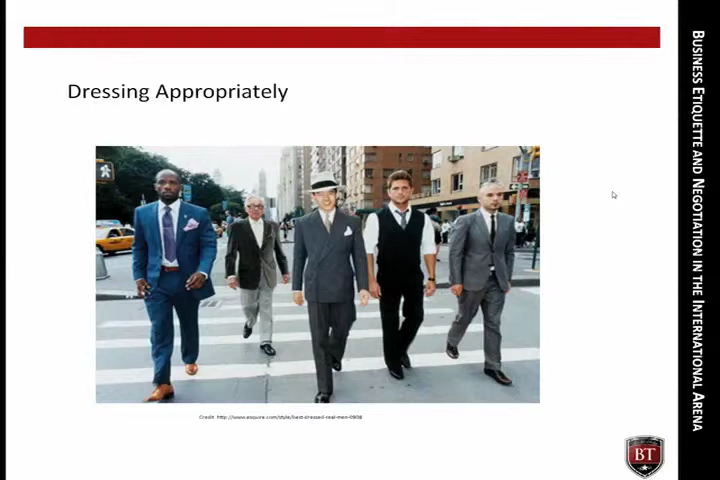 Dressing Appropriately
Credit http://www.esquire.com/style/best-dressed-real-men-0908
BUSINESS ETIQUETTE AND NEGOTIATION IN THE INTERNATIONAL ARENA
BT